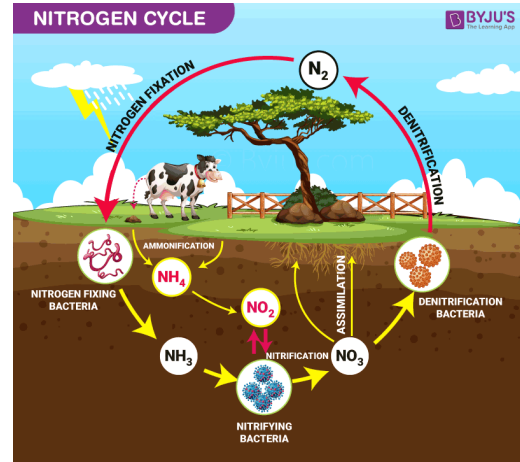 NITROGEN CYCLE
BYJU'S
The Learning App
N₂
NITROGEN FIXATION
DENITRIFICATION
AMMONIFICATION
NH₄
NITROGEN FIXING
BACTERIA
NO₂
ASSIMILATION
DENITRIFICATION
BACTERIA
NH₃
NITRIFICATION
NO₃
NITRIFYING
BACTERIA